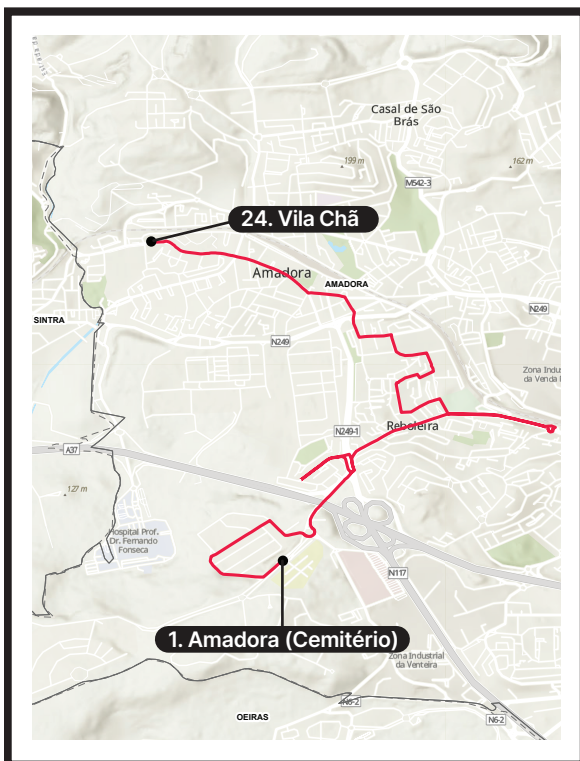 Casal de São
Brás
199 m
162 m
M542-3
24. Vila Chã
Amadora
AMADORA
SINTRA
N249
N249
Zona Indus
da Venda
Reboleira
N249-1
A37
127 m
Hospital Prof.
Dr. Fernando
Fonseca
N117
1. Amadora (Cemitério)
Zona Industrial
da Venteira
N6-2
OEIRAS
N6-2